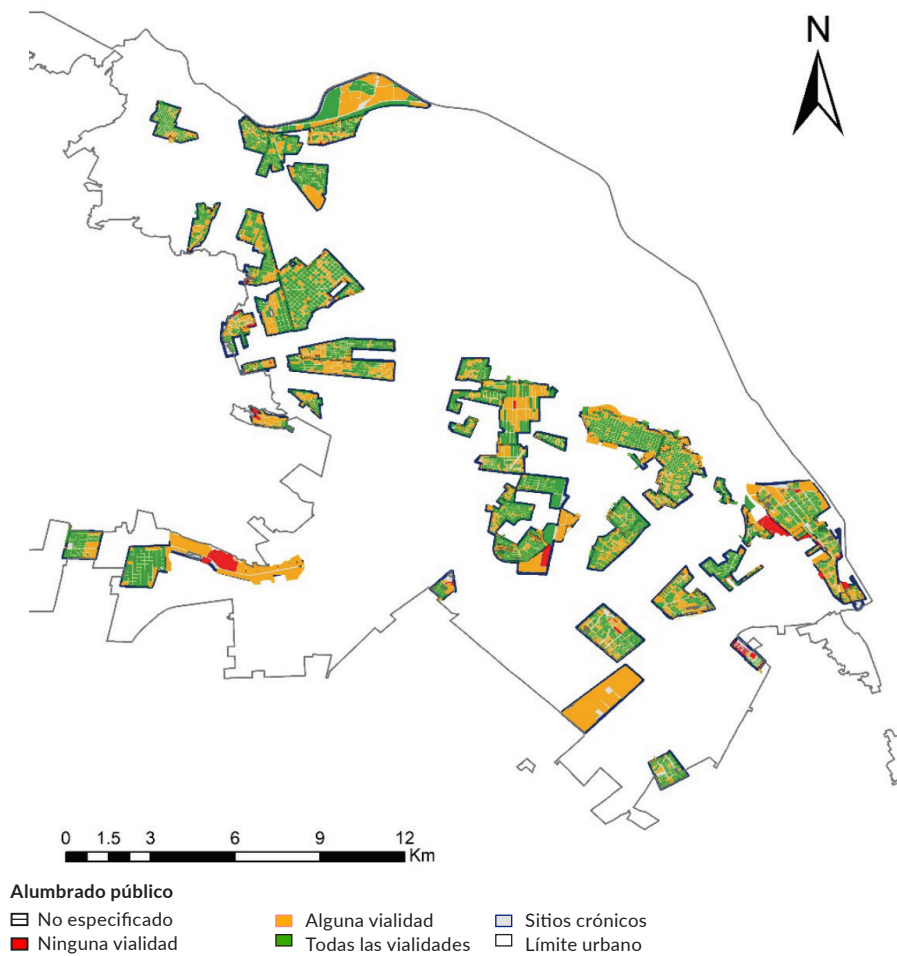 N
0 1.5 3 6 9 12
Km
Alumbrado público
No especificado
Ninguna vialidad
Alguna vialidad
Todas las vialidades
Sitios crónicos
Límite urbano